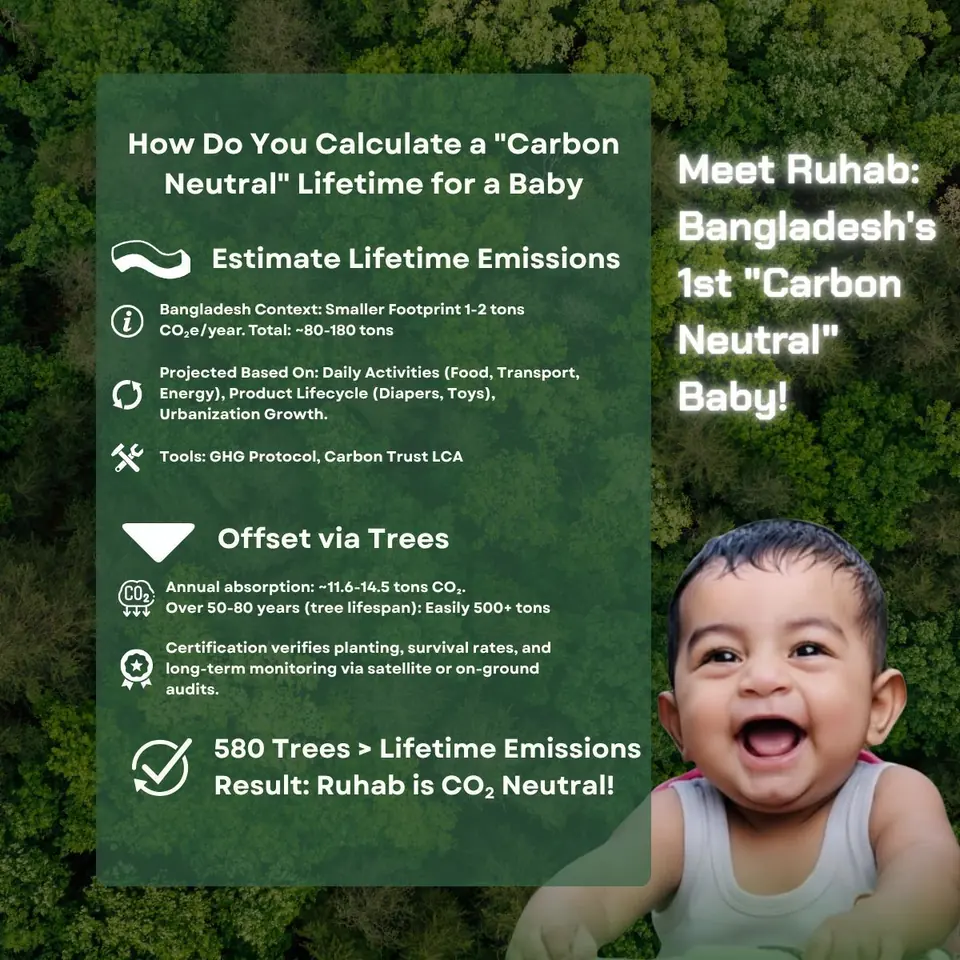 How Do You Calculate a "Carbon
Neutral" Lifetime for a Baby
Estimate Lifetime Emissions
Bangladesh Context: Smaller Footprint 1-2 tons
CO₂e/year. Total: ~80-180 tons
Projected Based On: Daily Activities (Food, Transport,
Energy), Product Lifecycle (Diapers, Toys),
Urbanization Growth.
Tools: GHG Protocol, Carbon Trust LCA
Offset via Trees
CO₂
Annual absorption: ~11.6-14.5 tons CO₂.
Over 50-80 years (tree lifespan): Easily 500+ tons
Certification verifies planting, survival rates, and
long-term monitoring via satellite or on-ground
audits.
580 Trees > Lifetime Emissions
Result: Ruhab is CO₂ Neutral!
Meet Ruhab:
Bangladesh's
1st "Carbon
Neutral"
Baby!